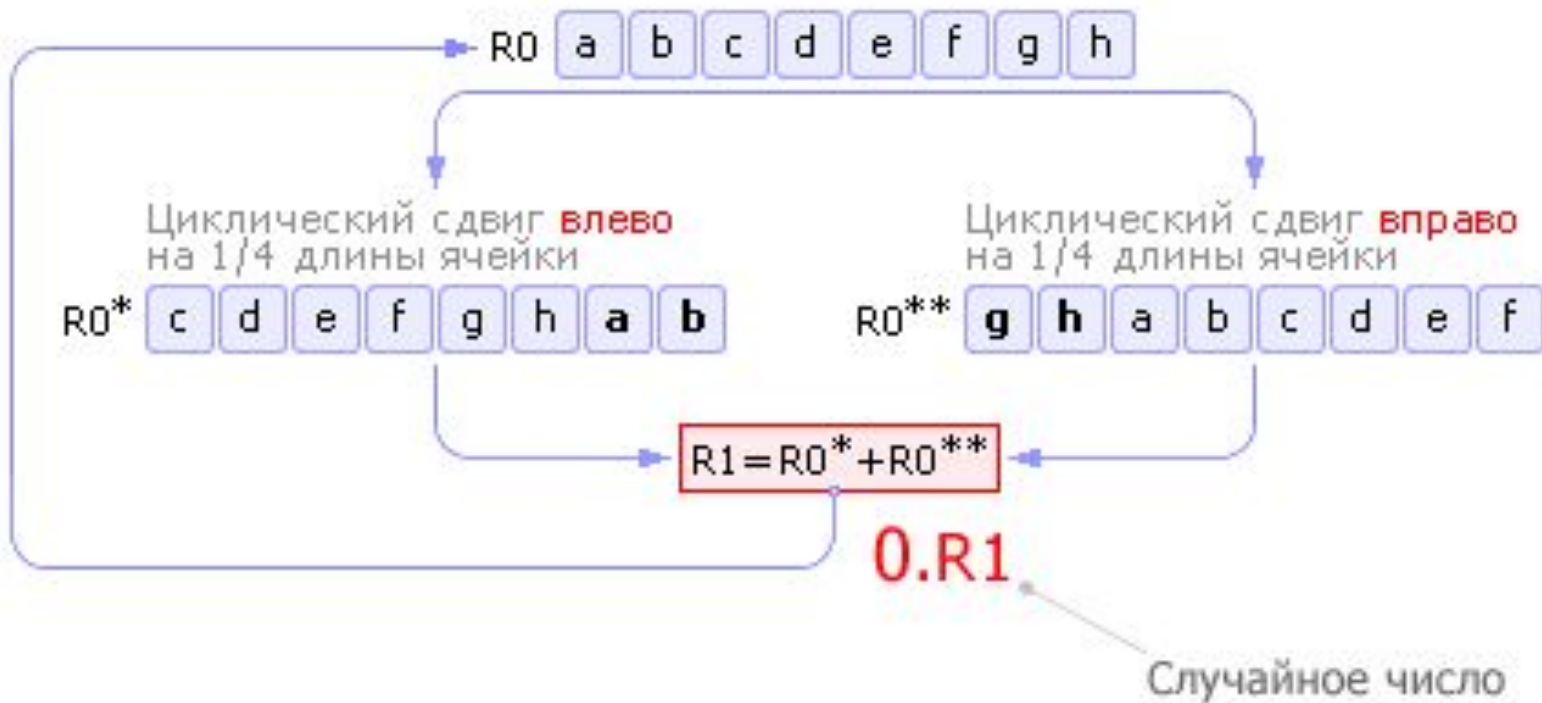 R0 a b c d e f g h
Циклический сдвиг влево
на 1/4 длины ячейки
R0* c d e f g h a b
Циклический сдвиг вправо
на 1/4 длины ячейки
R0** g h a b c d e f
R1=R0*+R0**
0.R1
Случайное число